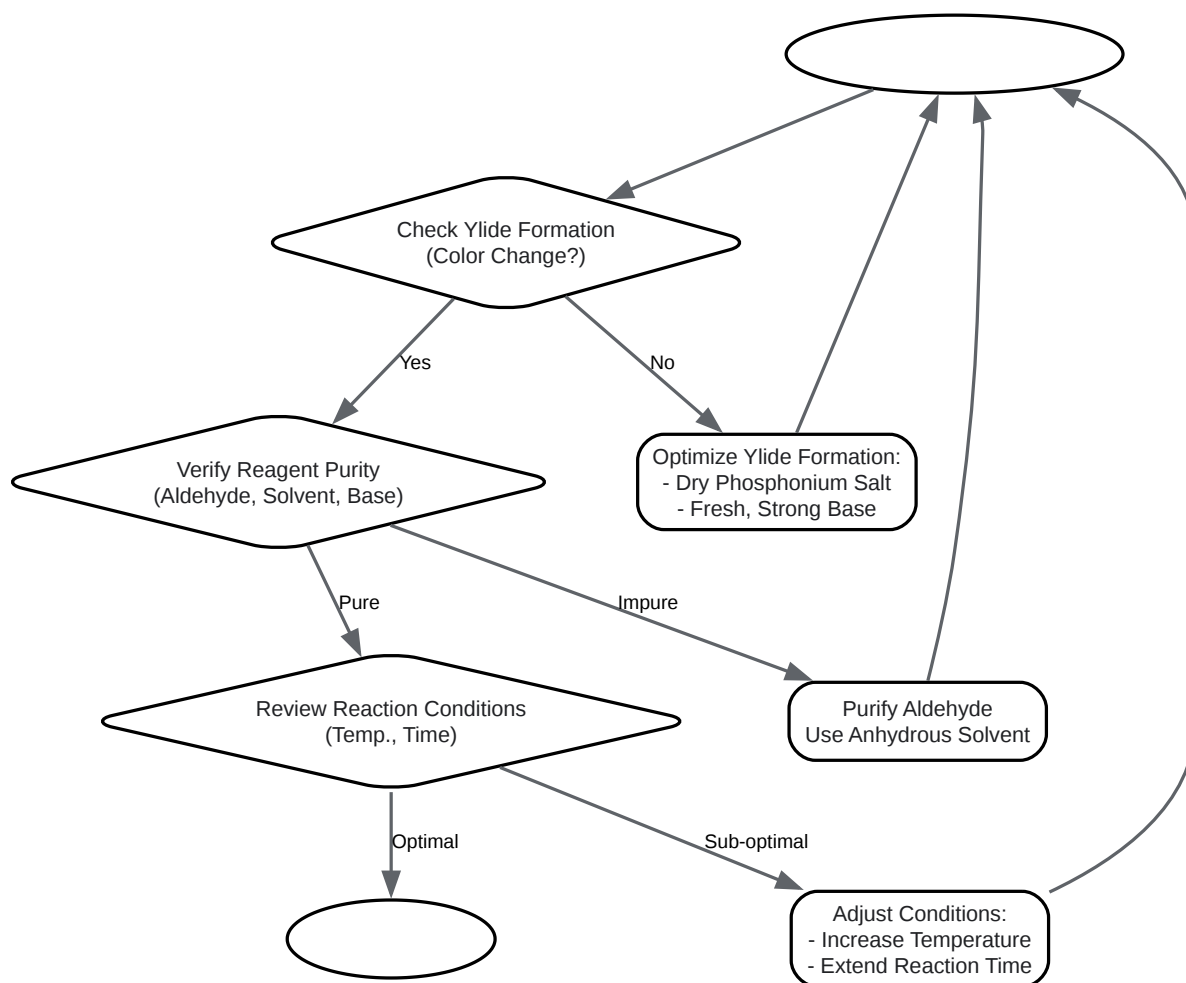 Check Ylide Formation
(Color Change?)
Yes
No
Verify Reagent Purity
(Aldehyde, Solvent, Base)
Optimize Ylide Formation:
- Dry Phosphonium Salt
- Fresh, Strong Base
Pure
Impure
Review Reaction Conditions
(Temp., Time)
Purify Aldehyde
Use Anhydrous Solvent
Optimal
Sub-optimal
Adjust Conditions:
- Increase Temperature
- Extend Reaction Time